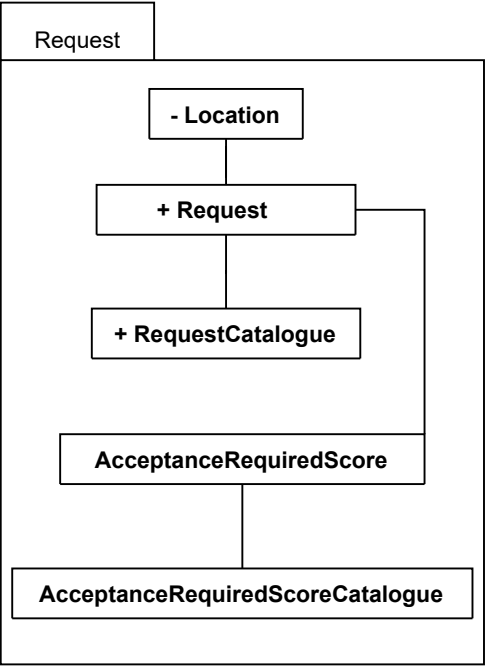 Request
- Location
+ Request
+ RequestCatalogue
AcceptanceRequiredScore
AcceptanceRequiredScoreCatalogue